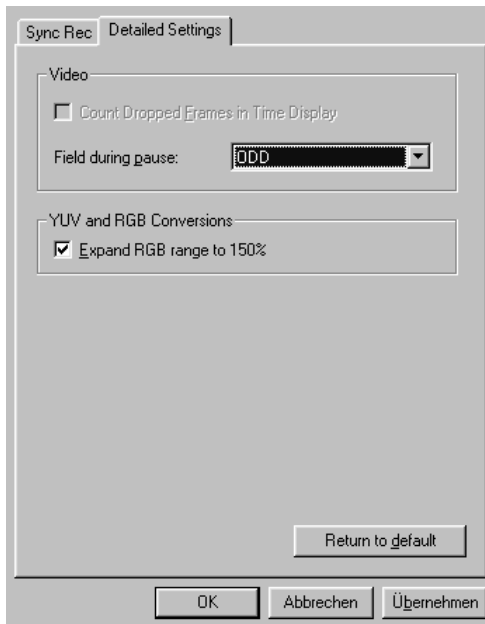 Sync Rec Detailed Settings
Video
Count Dropped Frames in Time Display
Field during pause: ODD
YUV and RGB Conversions
Expand RGB range to 150%
Return to default
OK Abbrechen Übernehmen